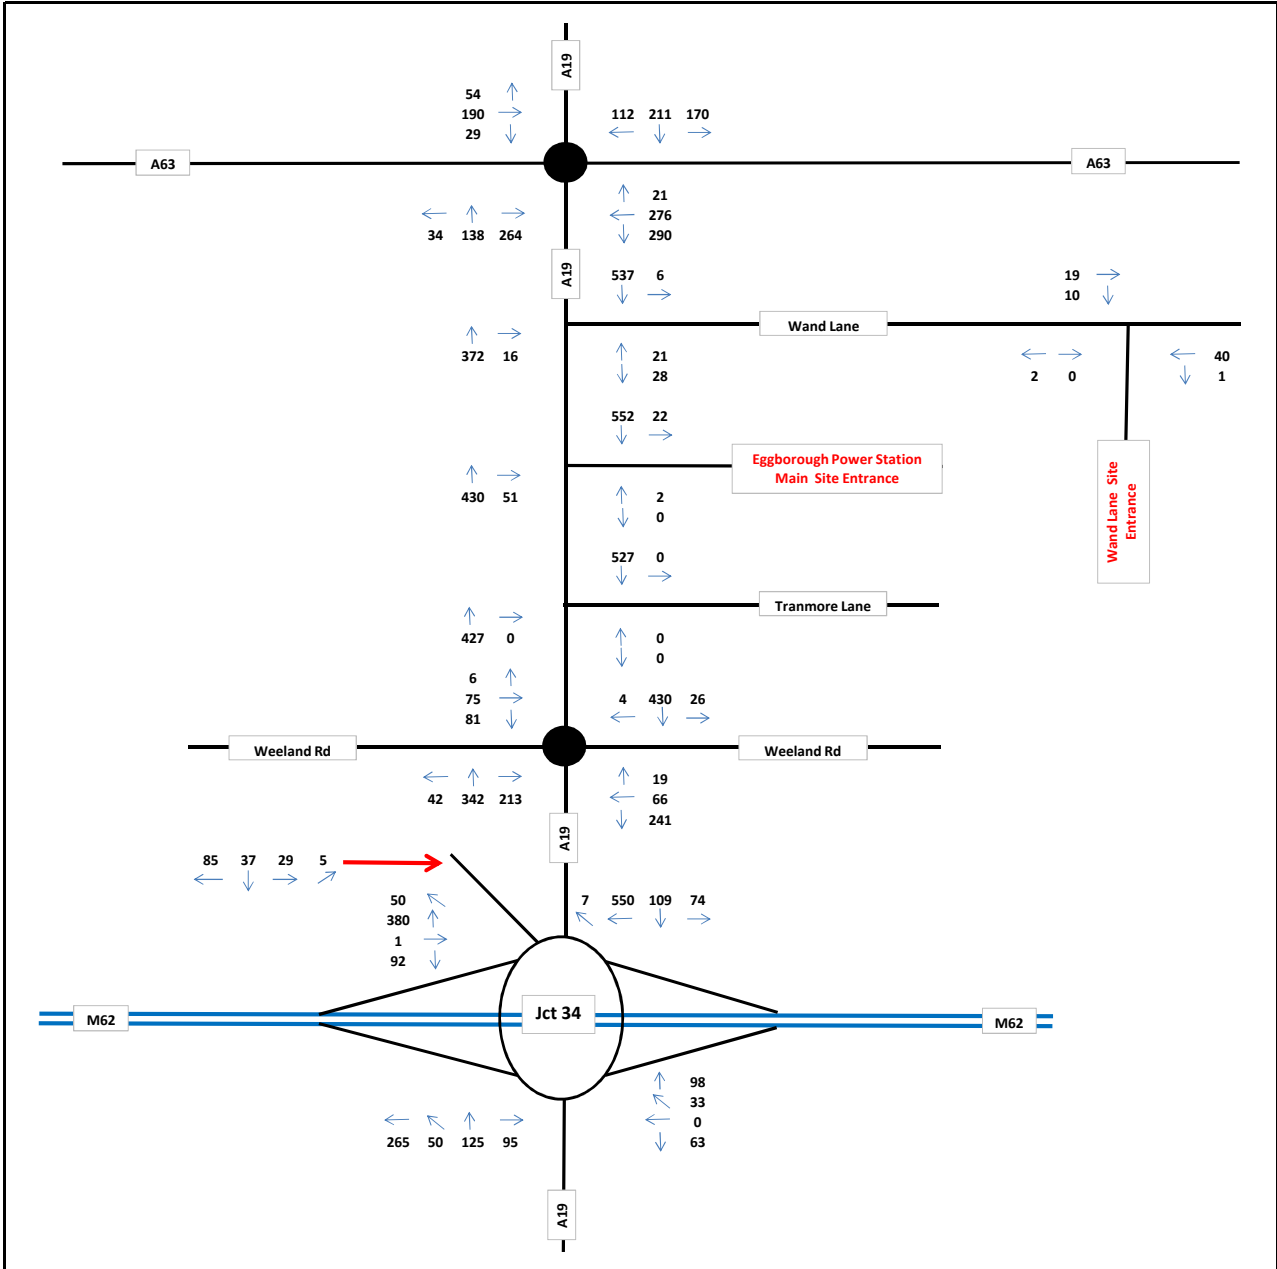 A19
54
190
29
112 211 170
A63
A63
21
276
290
34 138 264
A19
537 6
19
10
Wand Lane
372 16
21
28
2 0
40
1
552 22
Eggborough Power Station
Main Site Entrance
Wand Lane Site
Entrance
430 51
2
0
527 0
Tranmore Lane
427 0
0
0
6
75
81
4 430 26
Weeland Rd
Weeland Rd
42 342 213
19
66
241
A19
85 37 29 5
50
380
1
92
7 550 109 74
M62
Jct 34
M62
98
33
0
63
265 50 125 95
A19